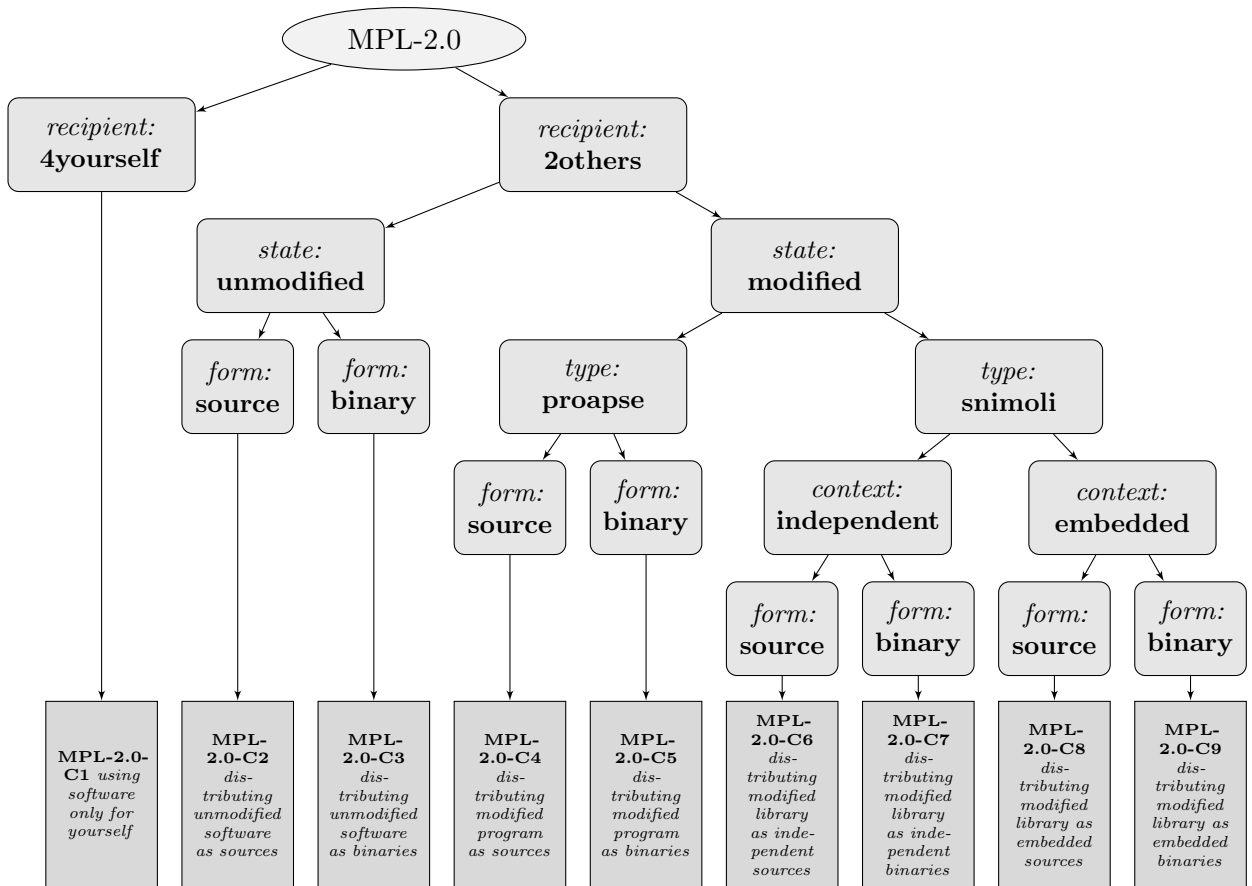 MPL-2.0
recipient:
4yourself
recipient:
2others
state:
unmodified
state:
modified
form:
source
form:
binary
type:
proapse
type:
snimoli
form:
source
form:
binary
context:
independent
context:
embedded
form:
source
form:
binary
form:
source
form:
binary
MPL-2.0-
C1 using
software
only for
yourself
MPL-
2.0-C2
dis-
tributing
unmodified
software
as sources
MPL-
2.0-C3
dis-
tributing
unmodified
software
as binaries
MPL-
2.0-C4
dis-
tributing
modified
program
as sources
MPL-
2.0-C5
dis-
tributing
modified
program
as binaries
MPL-
2.0-C6
dis-
tributing
modified
library
as inde-
pendent
sources
MPL-
2.0-C7
dis-
tributing
modified
library
as inde-
pendent
binaries
MPL-
2.0-C8
dis-
tributing
modified
library as
embedded
sources
MPL-
2.0-C9
dis-
tributing
modified
library as
embedded
binaries